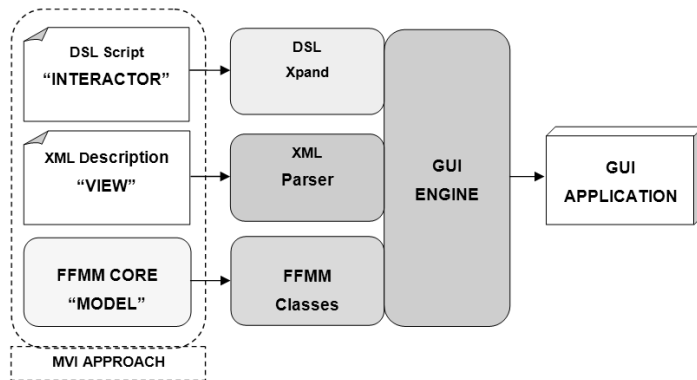 DSL Script
“INTERACTOR”
DSL
Xpand
XML Description
“VIEW”
XML
Parser
GUI
ENGINE
GUI
APPLICATION
FFMM CORE
“MODEL”
FFMM
Classes
MVI APPROACH